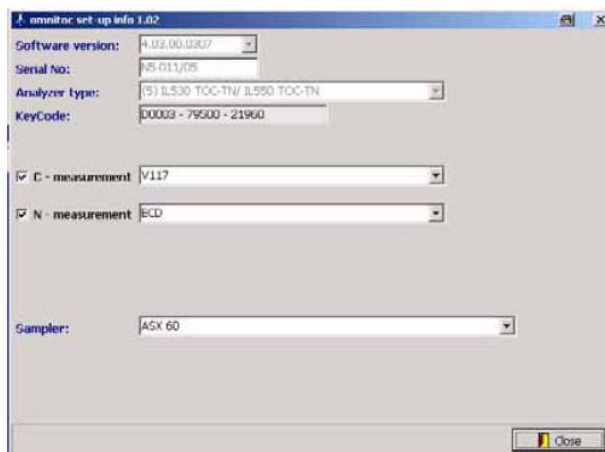 omnitoc set-up info 1.02
Software version: 4.03.00.0307
Serial No: N5-011/05
Analyzer type: (5) IL530 TOC-TN/ IL550 TOC-TN
KeyCode: D0003 - 79500 - 21960
C - measurement V117
N - measurement ECD
Sampler: ASX 60
Close